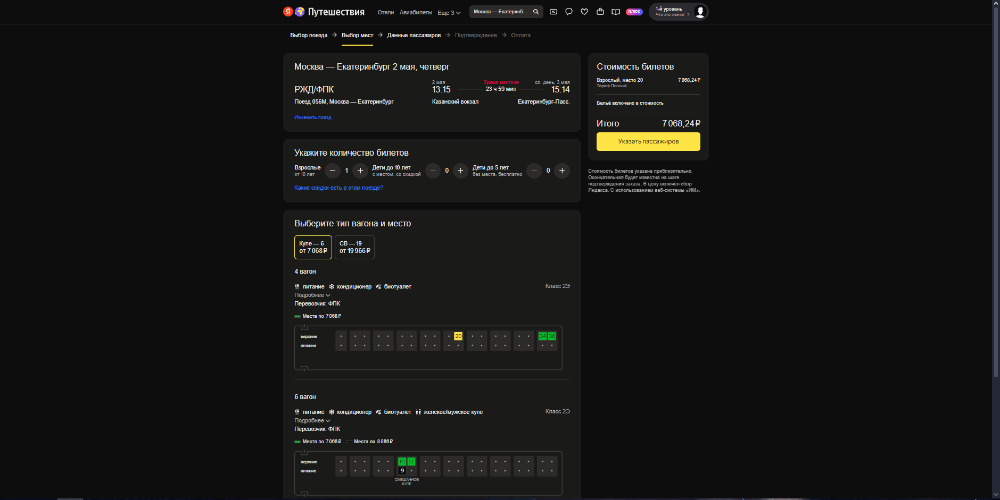 Я Путешествия
Отели Авиабилеты Ещё 3
Москва — Екатеринб...
ПЛЮС
1-й уровень
Что это значит
Выбор поезда → Выбор мест → Данные пассажиров → Подтверждение → Оплата
Москва — Екатеринбург 2 мая, четверг
2 мая Время местное сл. день, 3 мая
РЖД/ФПК 13:15 23 ч 59 мин 15:14
Поезд 056М, Москва — Екатеринбург Казанский вокзал Екатеринбург-Пасс.
Изменить поезд
Стоимость билетов
Взрослый, место 20 7 068,24 ₽
Тариф Полный
Бельё включено в стоимость
Итого 7 068,24 ₽
Указать пассажиров
Стоимость билетов указана приблизительно.
Окончательная будет известна на шаге
подтверждения заказа. В цену включён сбор
Яндекса. С использованием веб-системы «ИМ».
Укажите количество билетов
Взрослые − 1 + Дети до 10 лет − 0 + Дети до 5 лет − 0 +
от 10 лет с местом, со скидкой без места, бесплатно
Какие скидки есть в этом поезде?
Выберите тип вагона и место
Купе — 6 СВ — 19
от 7 068 ₽ от 19 966 ₽
4 вагон
питание кондиционер биотуалет Класс 2Э
Подробнее
Перевозчик: ФПК
Места по 7 068 ₽
верхние 20 34 36
нижние
6 вагон
питание кондиционер биотуалет женское/мужское купе Класс 2Э
Подробнее
Перевозчик: ФПК
Места по 7 068 ₽ Места по 8 986 ₽
верхние 10 12
нижние 9
СМЕШАННОЕ
КУПЕ